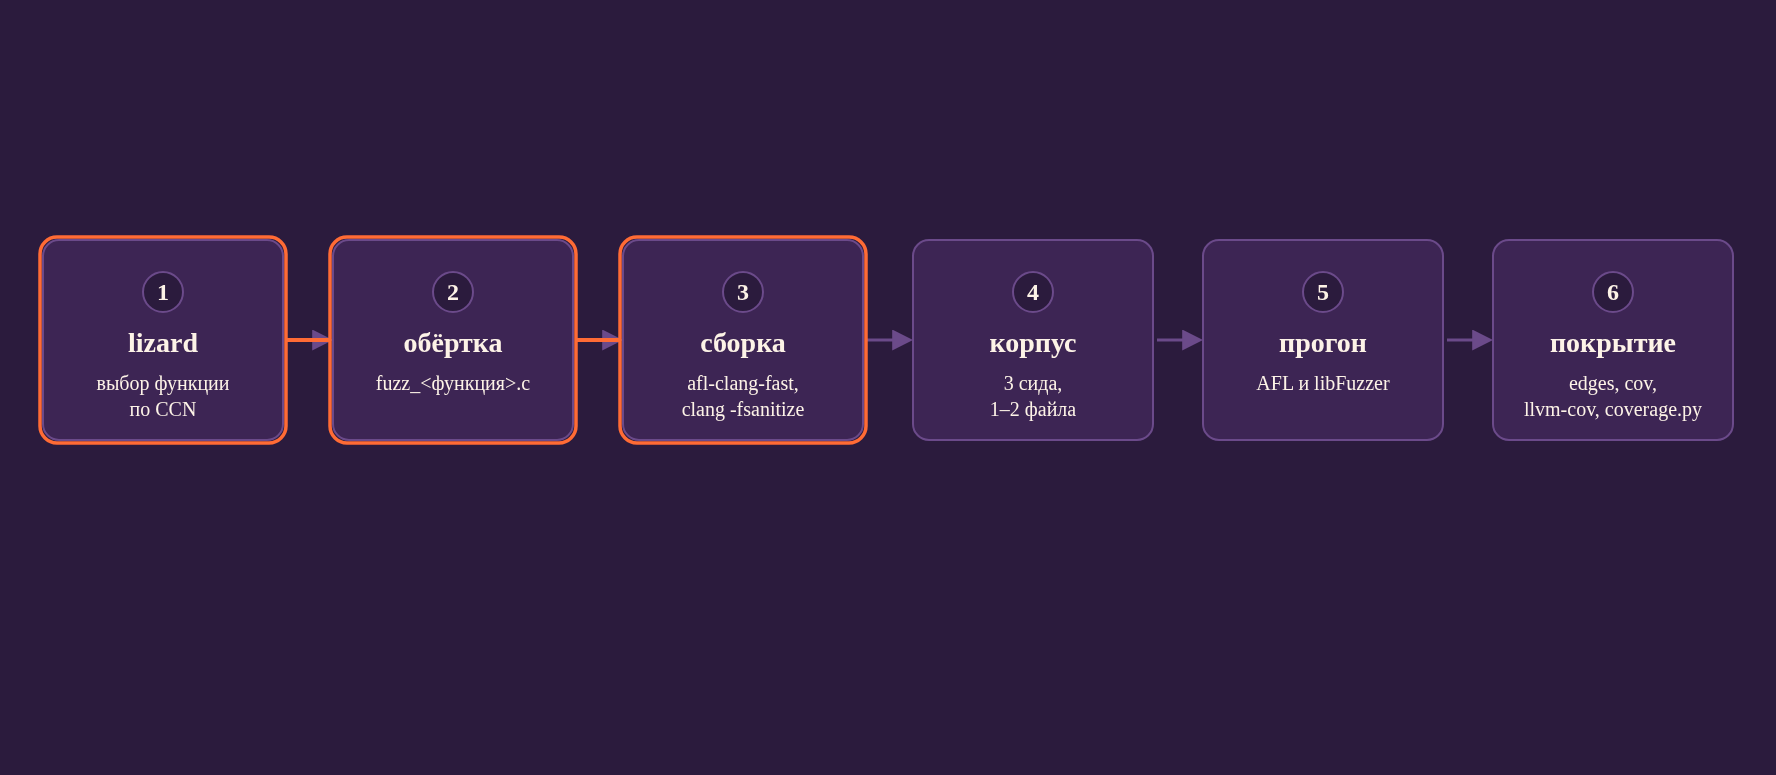 1
lizard
выбор функции
по CCN
2
обёртка
fuzz_<функция>.c
3
сборка
afl-clang-fast,
clang -fsanitize
4
корпус
3 сида,
1–2 файла
5
прогон
AFL и libFuzzer
6
покрытие
edges, cov,
llvm-cov, coverage.py